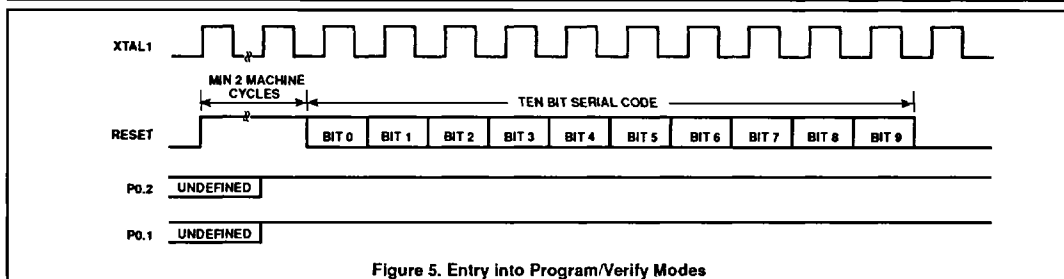 XTAL1
MIN 2 MACHINE
CYCLES
TEN BIT SERIAL CODE
RESET
BIT 0 BIT 1 BIT 2 BIT 3 BIT 4 BIT 5 BIT 6 BIT 7 BIT 8 BIT 9
P0.2 UNDEFINED
P0.1 UNDEFINED
Figure 5. Entry into Program/Verify Modes